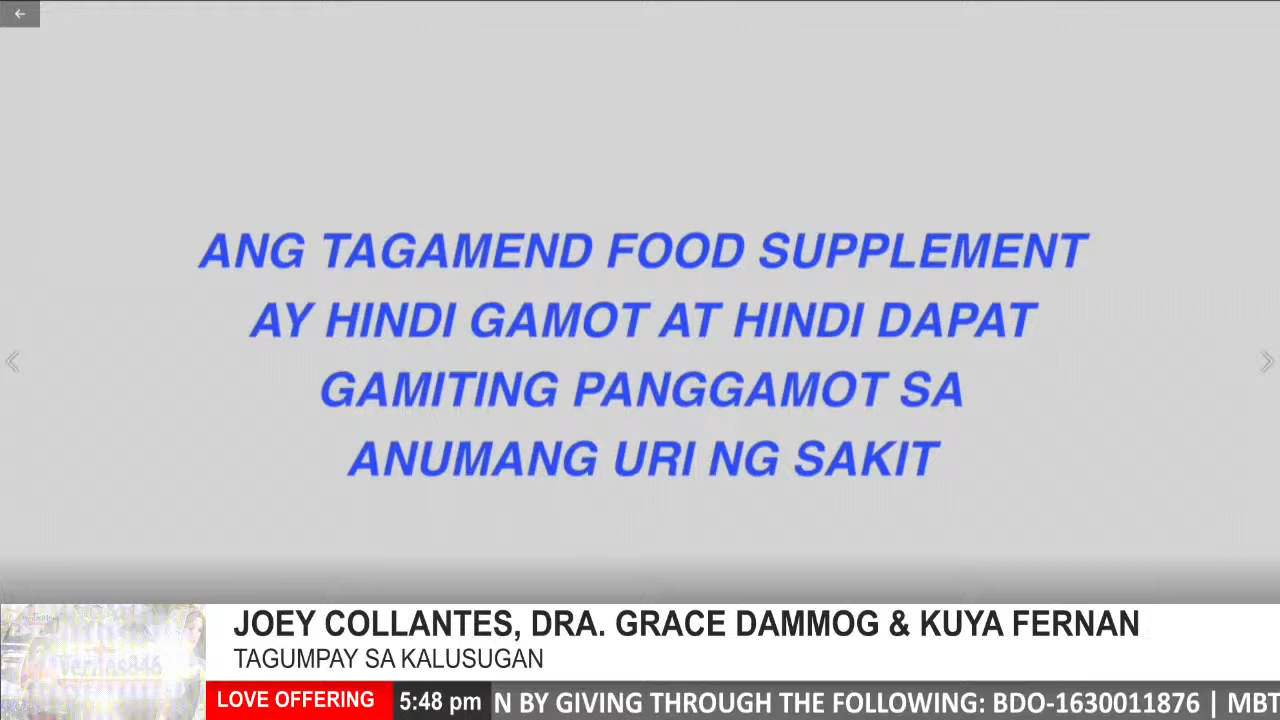 ANG TAGAMEND FOOD SUPPLEMENT
AY HINDI GAMOT AT HINDI DAPAT
GAMITING PANGGAMOT SA
ANUMANG URI NG SAKIT
JOEY COLLANTES, DRA. GRACE DAMMOG & KUYA FERNAN
TAGUMPAY SA KALUSUGAN
LOVE OFFERING 5:48 pm N BY GIVING THROUGH THE FOLLOWING: BDO-1630011876 | MBT